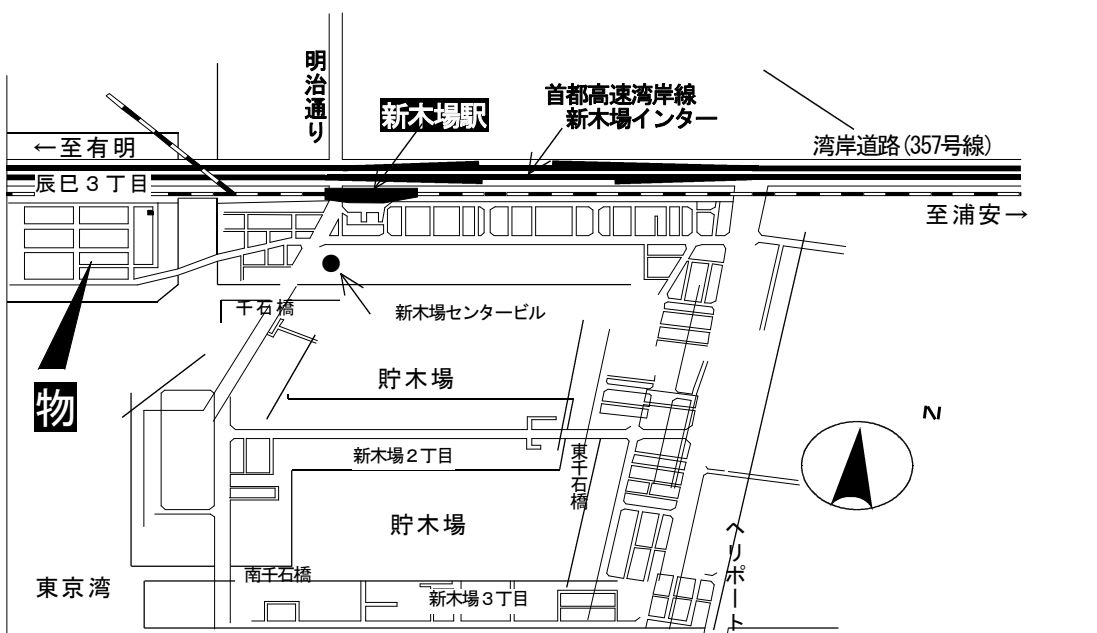 明治通り
新木場駅
首都高速湾岸線
新木場インター
湾岸道路(357号線)
←至有明
辰巳３丁目
至浦安→
千石橋
新木場センタービル
貯木場
物
N
新木場２丁目
東千石橋
貯木場
ヘリポート
東京湾
南千石橋
新木場３丁目